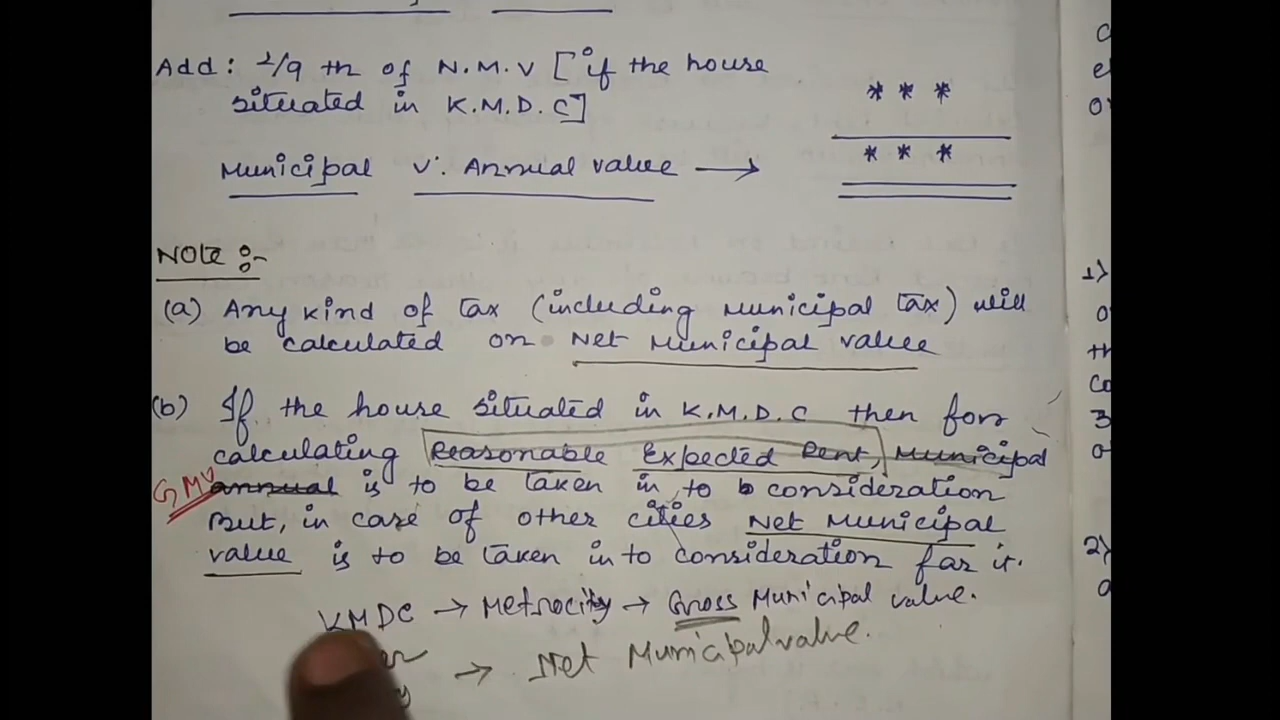 Add: 2/9 th of N.M.V [if the house
situated in K.M.D.C]
* * *
Municipal V. Annual value →
* * *
NOte :-
(a) Any kind of tax (including Municipal tax) will
be calculated on Net Municipal value
(b) If the house situated in K.M.D.C then for
calculating Reasonable Expected Rent, Municipal
GMV annual is to be taken in to consideration
But, in case of other cities Net Municipal
value is to be taken in to consideration for it.
KMDC → Metrocity → Gross Municipal value.
→ Net Municipal value.
1)
3
2)